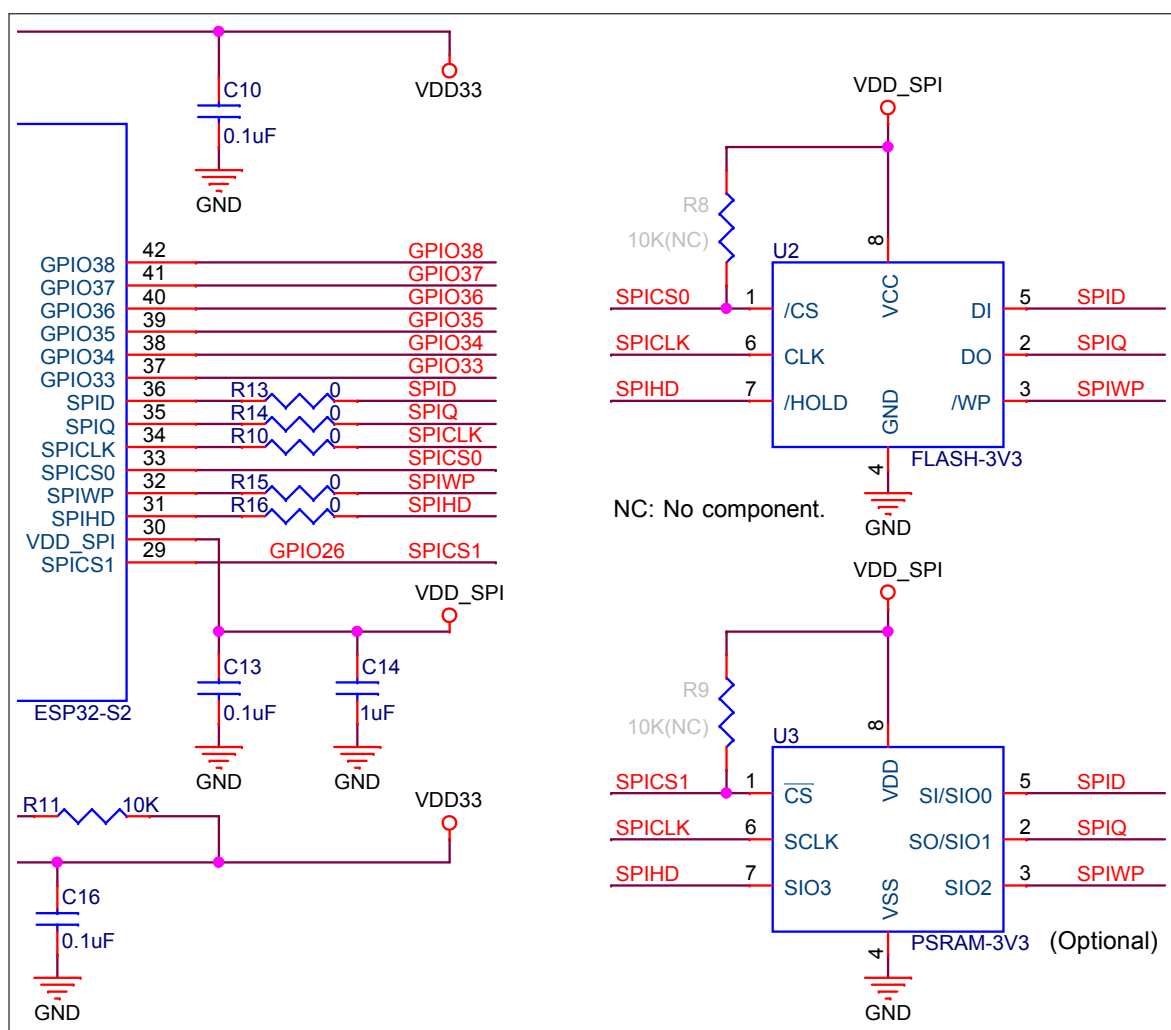 C10
0.1uF
GND
VDD33
GPIO38 42 GPIO38
GPIO37 41 GPIO37
GPIO36 40 GPIO36
GPIO35 39 GPIO35
GPIO34 38 GPIO34
GPIO33 37 GPIO33
SPID 36 R13 0 SPID
SPIQ 35 R14 0 SPIQ
SPICLK 34 R10 0 SPICLK
SPICS0 33 SPICS0
SPIWP 32 R15 0 SPIWP
SPIHD 31 R16 0 SPIHD
VDD_SPI 30
SPICS1 29 GPIO26 SPICS1
VDD_SPI
C13
0.1uF
GND
C14
1uF
GND
ESP32-S2
R11 10K
VDD33
C16
0.1uF
GND
VDD_SPI
R8
10K(NC)
U2
8
VCC
SPICS0 1 /CS DI 5 SPID
SPICLK 6 CLK DO 2 SPIQ
SPIHD 7 /HOLD /WP 3 SPIWP
GND
4
FLASH-3V3
GND
NC: No component.
VDD_SPI
R9
10K(NC)
U3
8
VDD
SPICS1 1 CS SI/SIO0 5 SPID
SPICLK 6 SCLK SO/SIO1 2 SPIQ
SPIHD 7 SIO3 SIO2 3 SPIWP
VSS
4
PSRAM-3V3 (Optional)
GND